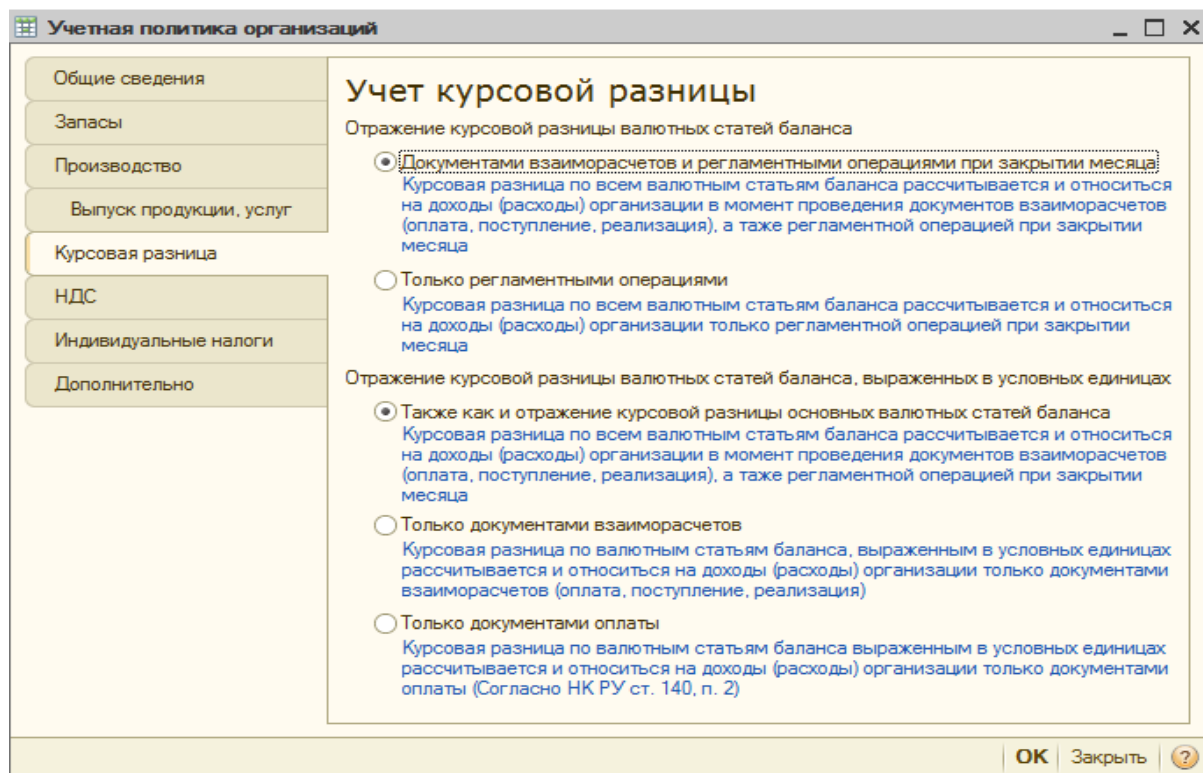 Учетная политика организаций
Общие сведения
Запасы
Производство
Выпуск продукции, услуг
Курсовая разница
НДС
Индивидуальные налоги
Дополнительно
Учет курсовой разницы
Отражение курсовой разницы валютных статей баланса
Документами взаиморасчетов и регламентными операциями при закрытии месяца
Курсовая разница по всем валютным статьям баланса рассчитывается и относиться
на доходы (расходы) организации в момент проведения документов взаиморасчетов
(оплата, поступление, реализация), а таже регламентной операцией при закрытии
месяца
Только регламентными операциями
Курсовая разница по всем валютным статьям баланса рассчитывается и относиться
на доходы (расходы) организации только регламентной операцией при закрытии
месяца
Отражение курсовой разницы валютных статей баланса, выраженных в условных единицах
Также как и отражение курсовой разницы основных валютных статей баланса
Курсовая разница по всем валютным статьям баланса рассчитывается и относиться
на доходы (расходы) организации в момент проведения документов взаиморасчетов
(оплата, поступление, реализация), а таже регламентной операцией при закрытии
месяца
Только документами взаиморасчетов
Курсовая разница по валютным статьям баланса, выраженным в условных единицах
рассчитывается и относиться на доходы (расходы) организации только документами
взаиморасчетов (оплата, поступление, реализация)
Только документами оплаты
Курсовая разница по валютным статьям баланса выраженным в условных единицах
рассчитывается и относиться на доходы (расходы) организации только документами
оплаты (Согласно НК РУ ст. 140, п. 2)
OK Закрыть ?